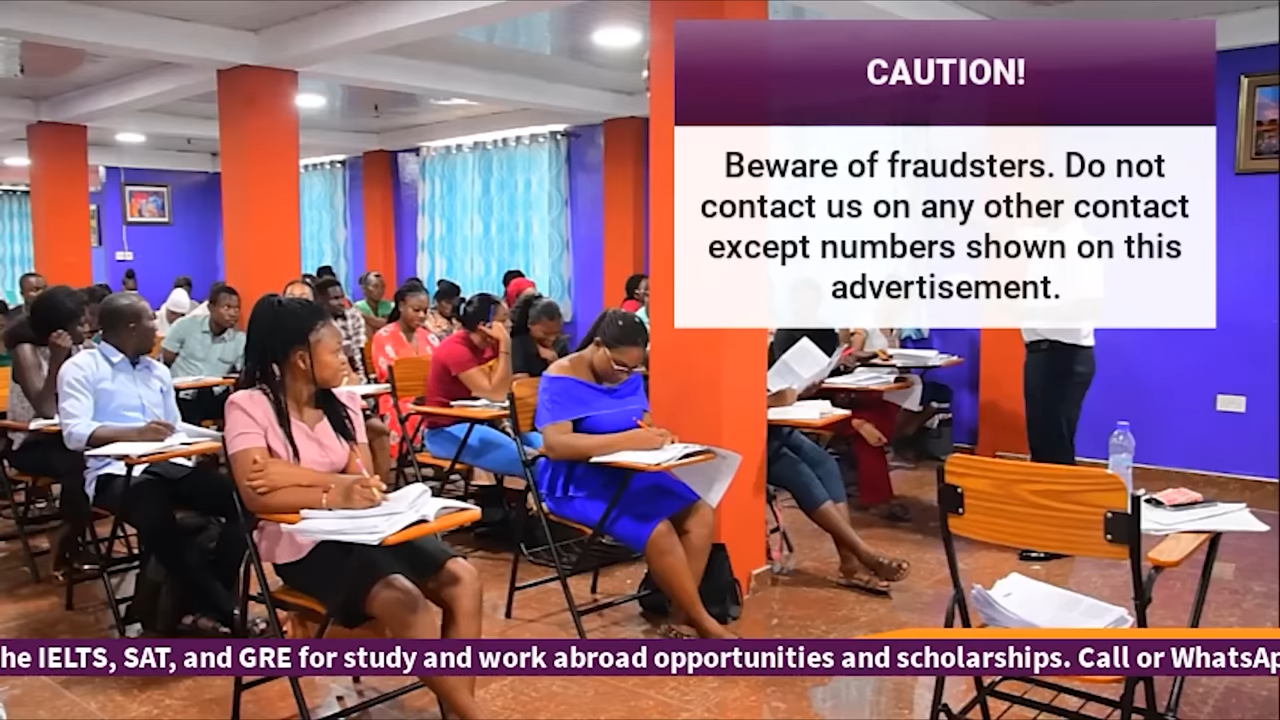 CAUTION!
Beware of fraudsters. Do not
contact us on any other contact
except numbers shown on this
advertisement.
he IELTS, SAT, and GRE for study and work abroad opportunities and scholarships. Call or WhatsAp